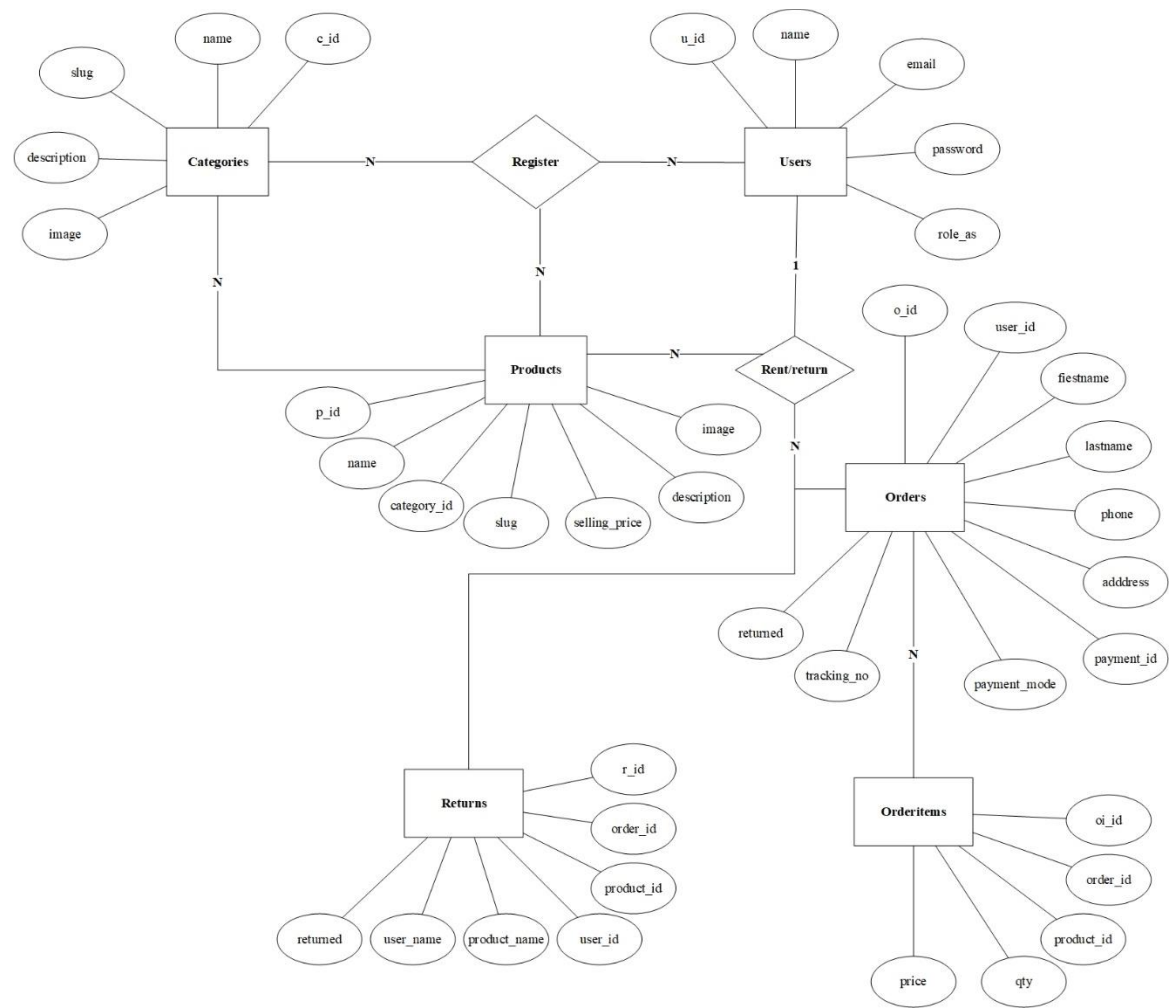 name
c_id
u_id
name
slug
email
Categories
N
Register
N
Users
description
password
image
role_as
N
N
1
o_id
user_id
Products
N
Rent/return
fiestname
p_id
image
name
N
lastname
category_id
slug
selling_price
description
Orders
phone
adddress
returned
tracking_no
payment_mode
payment_id
N
r_id
Returns
order_id
Orderitems
oi_id
product_id
order_id
returned
user_name
product_name
user_id
product_id
price
qty